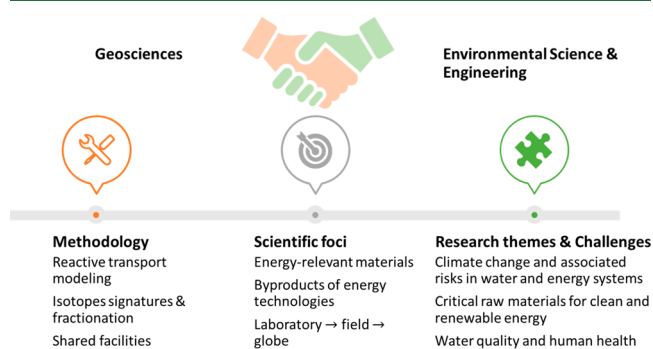 Geosciences
Environmental Science &
Engineering
Methodology
Reactive transport
modeling
Isotopes signatures &
fractionation
Shared facilities
Scientific foci
Energy-relevant materials
Byproducts of energy
technologies
Laboratory → field →
globe
Research themes & Challenges
Climate change and associated
risks in water and energy systems
Critical raw materials for clean and
renewable energy
Water quality and human health